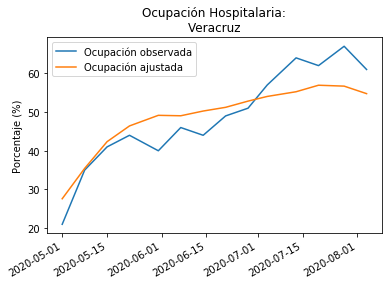 Ocupación Hospitalaria:
Veracruz
Ocupación observada
Ocupación ajustada
Porcentaje (%)
60
50
40
30
20
2020-05-01
2020-05-15
2020-06-01
2020-06-15
2020-07-01
2020-07-15
2020-08-01